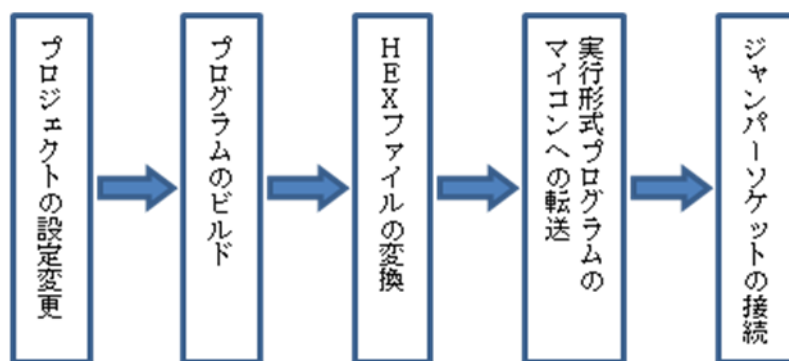 プロジェクトの設定変更
プログラムのビルド
HEXファイルの変換
実行形式プログラムの
マイコンへの転送
ジャンパーソケットの接続